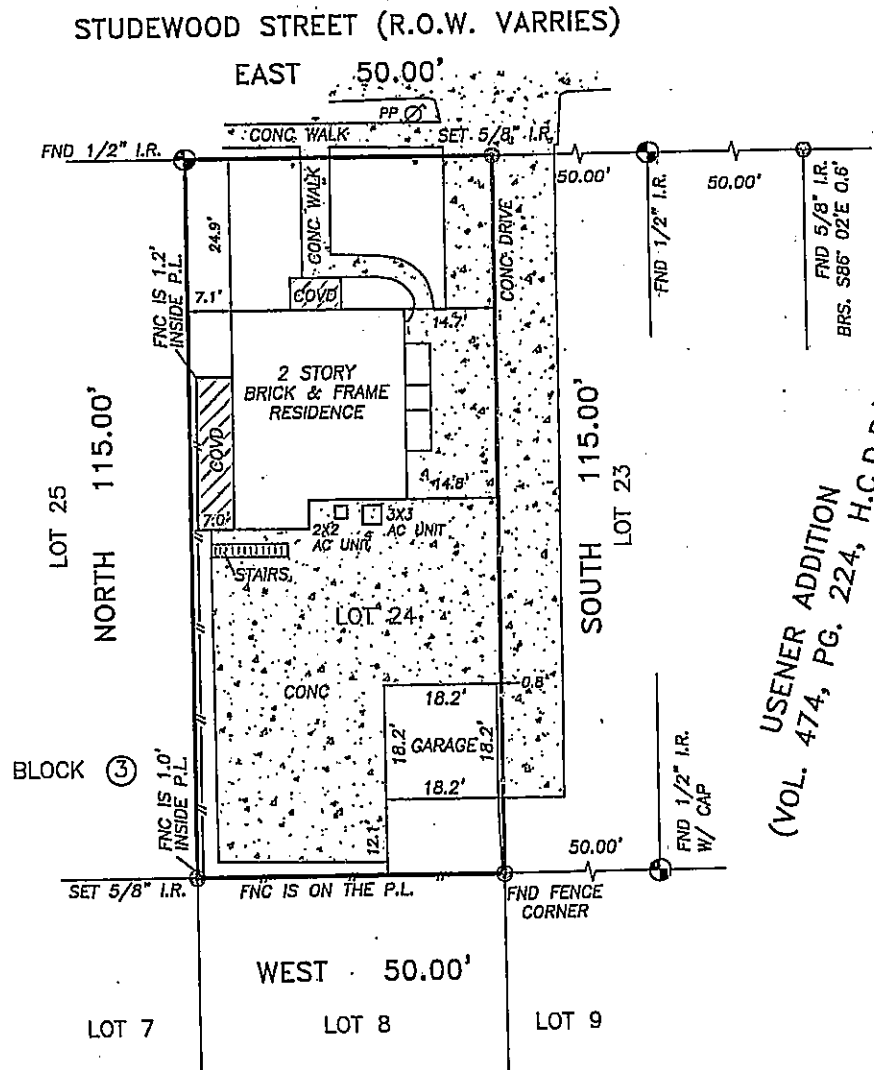 STUDEWOOD STREET (R.O.W. VARRIES)
EAST 50.00'
PP
CONC WALK
SET 5/8" I.R.
FND 1/2" I.R.
50.00'
50.00'
FND 1/2" I.R.
FND 5/8" I.R.
BRS. S86° 02'E 0.6'
24.9'
CONC WALK
CONC DRIVE
FNC IS 1.2'
INSIDE P.L.
7.1'
COVD
14.7'
2 STORY
BRICK & FRAME
RESIDENCE
COVD
LOT 25
NORTH 115.00'
SOUTH 115.00'
LOT 23
14.8'
7.0'
2X2
AC UNIT
3X3
AC UNIT
STAIRS
LOT 24
USENER ADDITION
(VOL. 474, PG. 224, H.C.D.R.
CONC
0.8'
18.2'
18.2'
GARAGE
18.2'
18.2'
BLOCK 3
FNC IS 1.0'
INSIDE P.L.
12.1'
FND 1/2" I.R.
W/ CAP
50.00'
SET 5/8" I.R.
FNC IS ON THE P.L.
FND FENCE
CORNER
WEST 50.00'
LOT 7
LOT 8
LOT 9